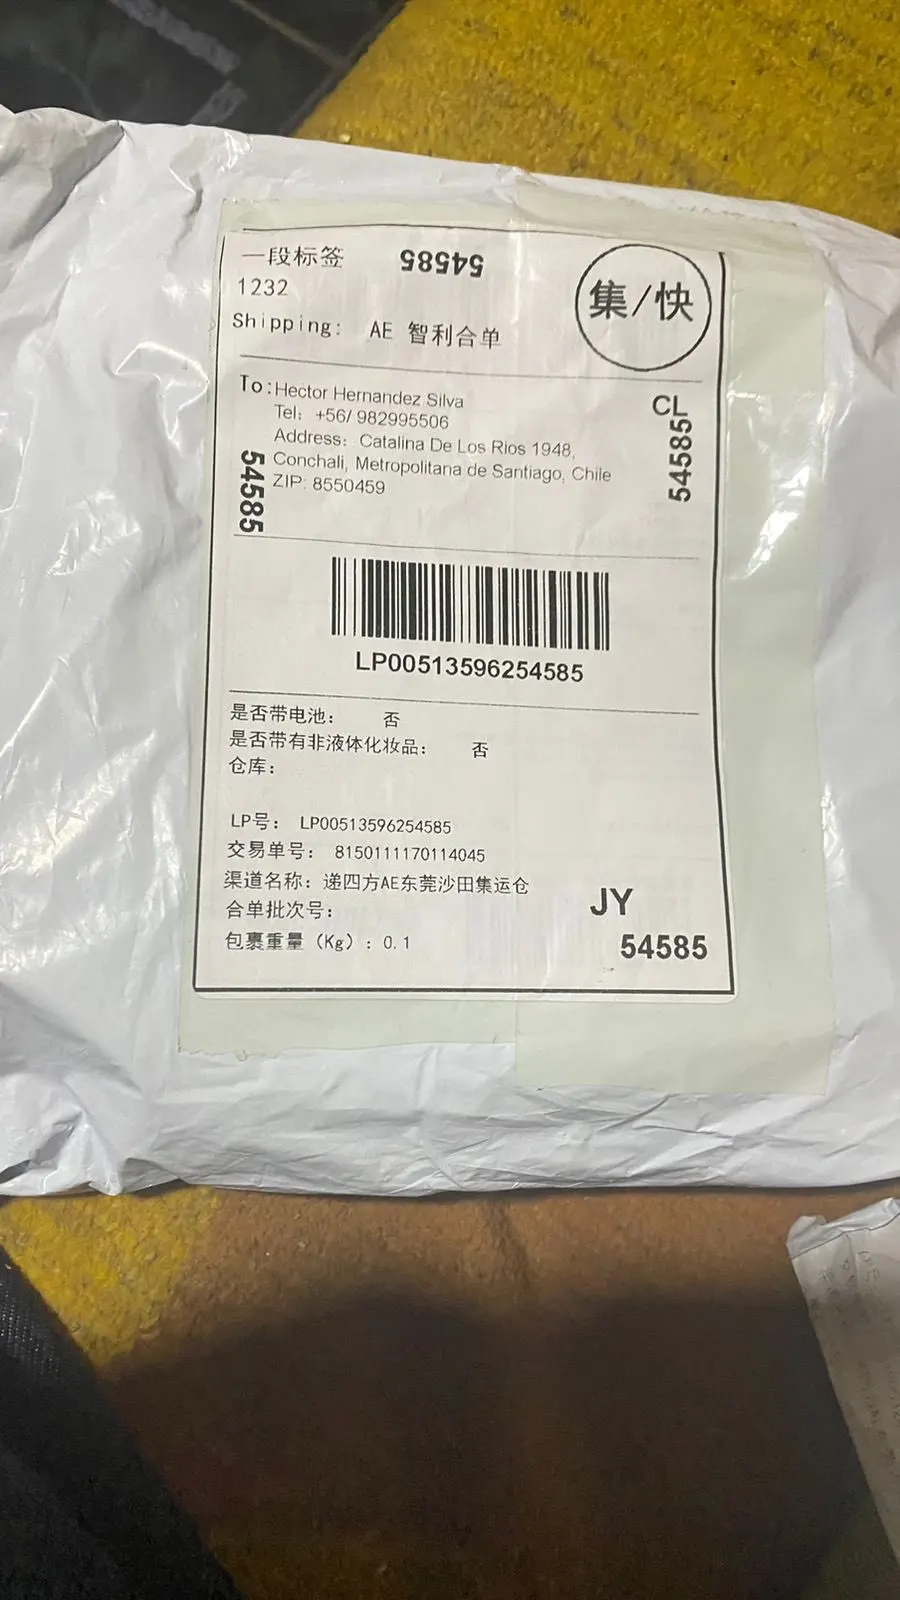 一段标签
54585
集/快
1232
Shipping: AE 智利合单
To:Hector Hernandez Silva
Tel: +56/ 982995506
Address: Catalina De Los Rios 1948,
Conchali, Metropolitana de Santiago, Chile
ZIP: 8550459
CL
54585
54585
LP00513596254585
是否带电池: 否
是否带有非液体化妆品: 否
仓库:
LP号: LP00513596254585
交易单号: 8150111170114045
渠道名称: 递四方AE东莞沙田集运仓
合单批次号:
包裹重量 (Kg) : 0.1
JY
54585